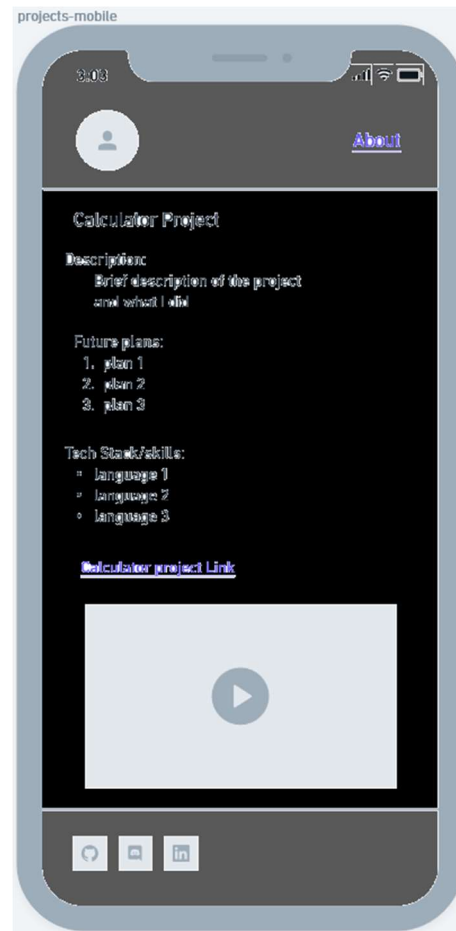 projects-mobile
3:03
About
Calculator Project
Description:
Brief description of the project
and what I did
Future plans:
1. plan 1
2. plan 2
3. plan 3
Tech Stack/skills:
• language 1
• language 2
• language 3
Calculator project Link
in